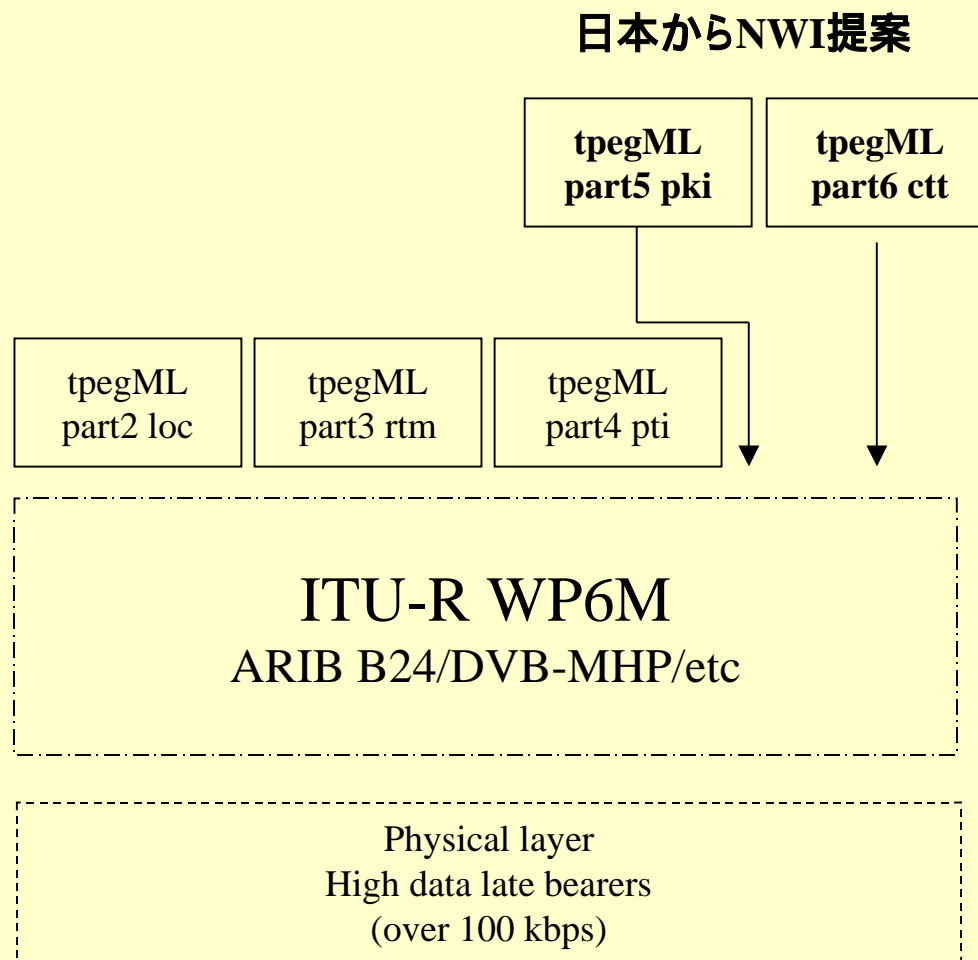 日本からNWI提案
tpegML
part5 pki
tpegML
part6 ctt
tpegML
part2 loc
tpegML
part3 rtm
tpegML
part4 pti
ITU-R WP6M
ARIB B24/DVB-MHP/etc
Physical layer
High data late bearers
(over 100 kbps)